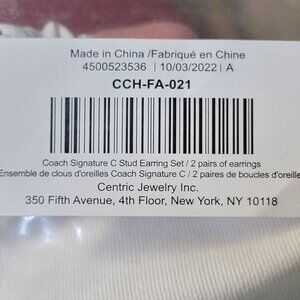 Made in China /Fabriqué en Chine
4500523536 | 10/03/2022 | A
CCH-FA-021
Coach Signature C Stud Earring Set / 2 pairs of earrings
Ensemble de clous d'oreilles Coach Signature C / 2 paires de boucles d'oreille
Centric Jewelry Inc.
350 Fifth Avenue, 4th Floor, New York, NY 10118